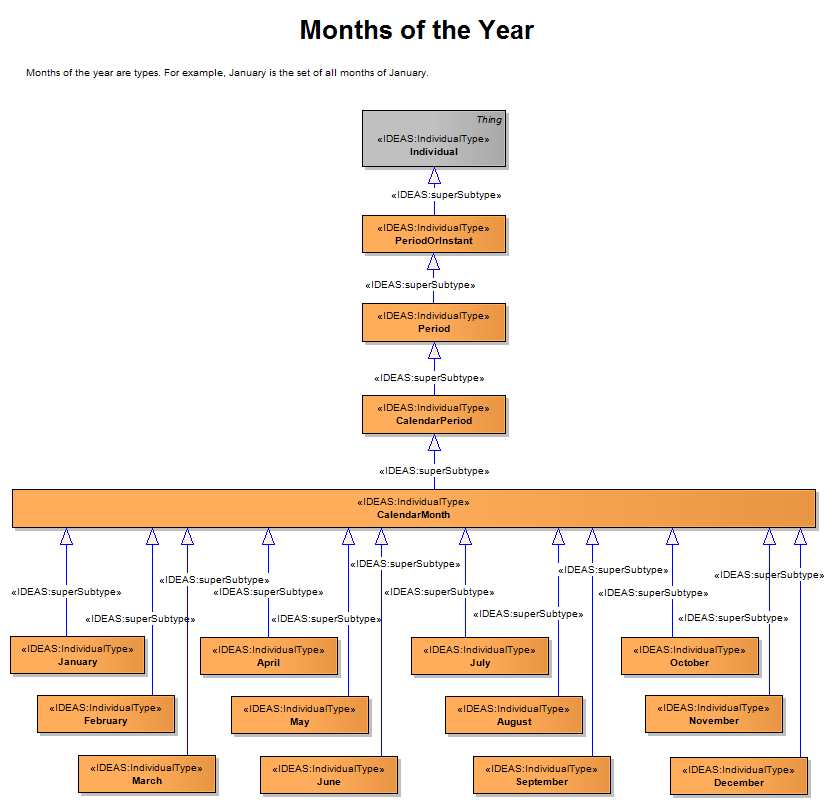 Months of the Year
Months of the year are types. For example, January is the set of all months of January.
Thing
«IDEAS:IndividualType»
Individual
«IDEAS:superSubtype»
«IDEAS:IndividualType»
PeriodOrInstant
«IDEAS:superSubtype»
«IDEAS:IndividualType»
Period
«IDEAS:superSubtype»
«IDEAS:IndividualType»
CalendarPeriod
«IDEAS:superSubtype»
«IDEAS:IndividualType»
CalendarMonth
«IDEAS:superSubtype»
«IDEAS:superSubtype»
«IDEAS:superSubtype»
«IDEAS:superSubtype»
«IDEAS:superSubtype»
«IDEAS:superSubtype»
«IDEAS:superSubtype»
«IDEAS:superSubtype»
«IDEAS:superSubtype»
«IDEAS:superSubtype»
«IDEAS:superSubtype»
«IDEAS:superSubtype»
«IDEAS:IndividualType»
January
«IDEAS:IndividualType»
April
«IDEAS:IndividualType»
July
«IDEAS:IndividualType»
October
«IDEAS:IndividualType»
February
«IDEAS:IndividualType»
May
«IDEAS:IndividualType»
August
«IDEAS:IndividualType»
November
«IDEAS:IndividualType»
March
«IDEAS:IndividualType»
June
«IDEAS:IndividualType»
September
«IDEAS:IndividualType»
December